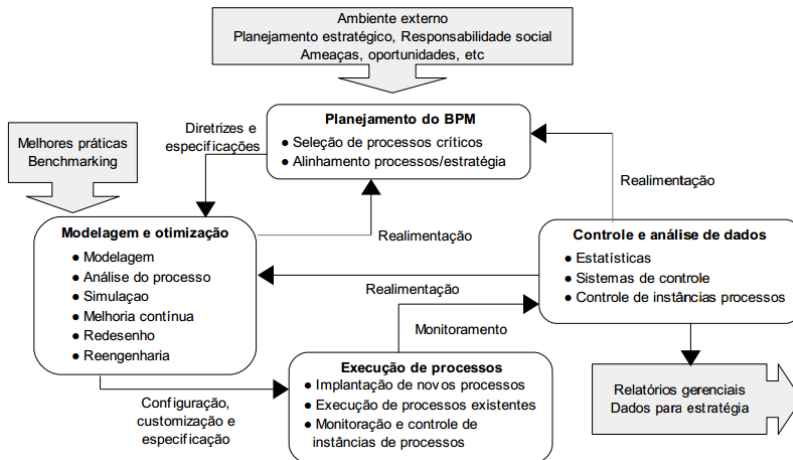 Ambiente externo
Planejamento estratégico, Responsabilidade social
Ameaças, oportunidades, etc
Planejamento do BPM
● Seleção de processos críticos
● Alinhamento processos/estratégia
Diretrizes e
especificações
Melhores práticas
Benchmarking
Realimentação
Realimentação
Modelagem e otimização
● Modelagem
● Análise do processo
● Simulaçao
● Melhoria contínua
● Redesenho
● Reengenharia
Controle e análise de dados
● Estatísticas
● Sistemas de controle
● Controle de instâncias processos
Realimentação
Monitoramento
Execução de processos
● Implantação de novos processos
● Execução de processos existentes
● Monitoração e controle de
instâncias de processos
Configuração,
customização e
especificação
Relatórios gerenciais
Dados para estratégia